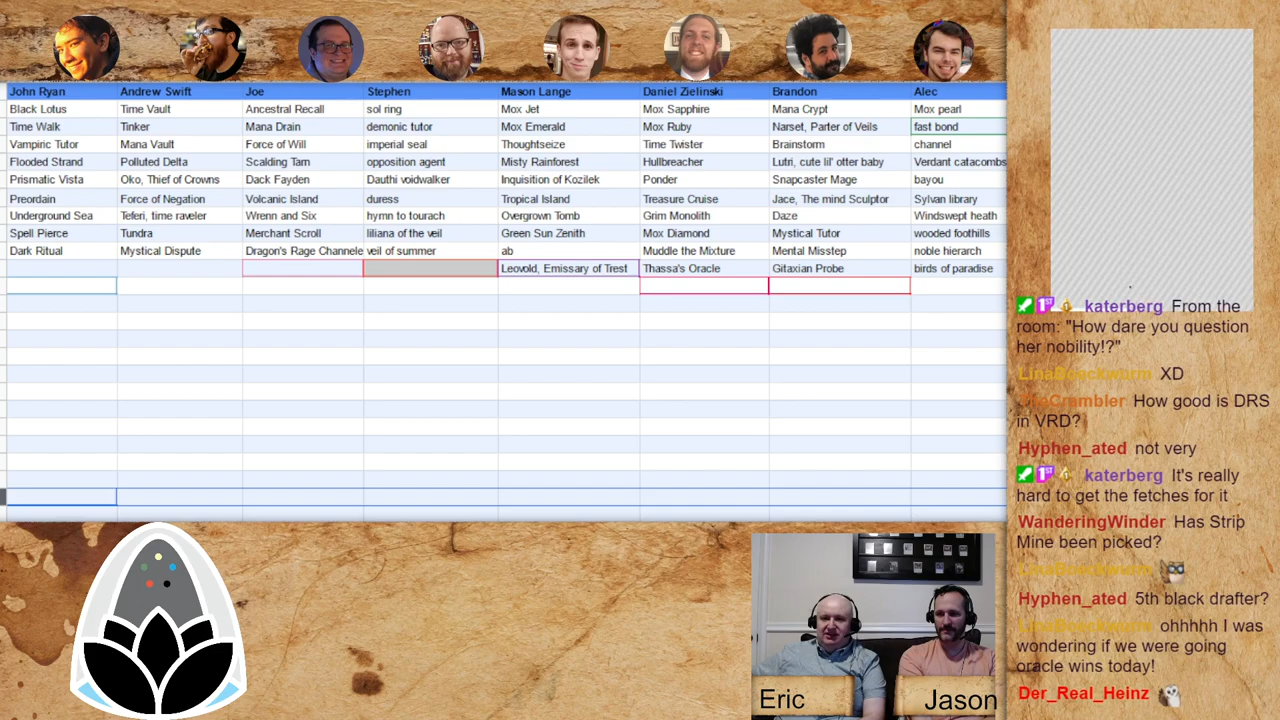 John Ryan Andrew Swift Joe Stephen Mason Lange Daniel Zielinski Brandon Alec
Black Lotus Time Vault Ancestral Recall sol ring Mox Jet Mox Sapphire Mana Crypt Mox pearl
Time Walk Tinker Mana Drain demonic tutor Mox Emerald Mox Ruby Narset, Parter of Veils fast bond
Vampiric Tutor Mana Vault Force of Will imperial seal Thoughtseize Time Twister Brainstorm channel
Flooded Strand Polluted Delta Scalding Tarn opposition agent Misty Rainforest Hullbreacher Lutri, cute lil' otter baby Verdant catacombs
Prismatic Vista Oko, Thief of Crowns Dack Fayden Dauthi voidwalker Inquisition of Kozilek Ponder Snapcaster Mage bayou
Preordain Force of Negation Volcanic Island duress Tropical Island Treasure Cruise Jace, The mind Sculptor Sylvan library
Underground Sea Teferi, time raveler Wrenn and Six hymn to tourach Overgrown Tomb Grim Monolith Daze Windswept heath
Spell Pierce Tundra Merchant Scroll liliana of the veil Green Sun Zenith Mox Diamond Mystical Tutor wooded foothills
Dark Ritual Mystical Dispute Dragon's Rage Channele veil of summer ab Muddle the Mixture Mental Misstep noble hierarch
Leovold, Emissary of Trest Thassa's Oracle Gitaxian Probe birds of paradise
katerberg From the
room: "How dare you question
her nobility!?"
LinaBoeckwurm XD
How good is DRS
in VRD?
Hyphen_ated not very
katerberg It's really
hard to get the fetches for it
WanderingWinder Has Strip
Mine been picked?
Hyphen_ated 5th black drafter?
ohhhhh I was
wondering if we were going
oracle wins today!
Der_Real_Heinz
Eric
Jason